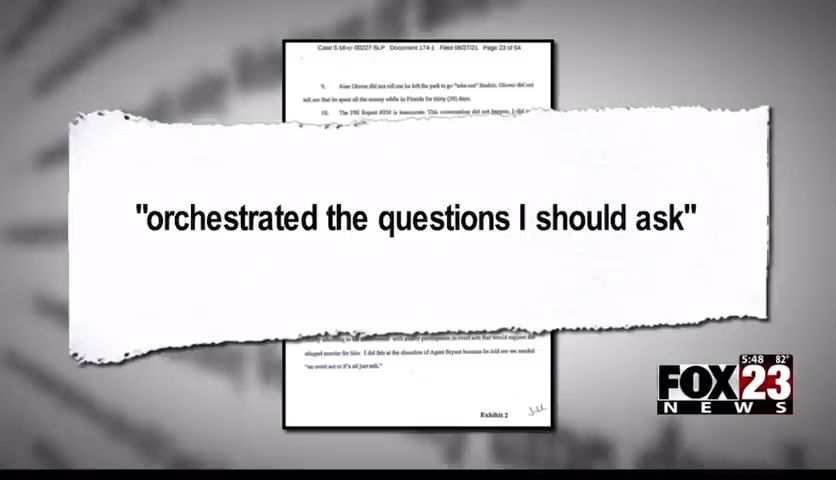 Case 5:18-cr-00227-SLP Document 174-1 Filed 08/27/21 Page 23 of 54
9. Alan Glover did not tell me he left the park to go "take out" Baskin. Glover did not
tell me that he spent all the money while in Florida for thirty (30) days.
10. The FBI Report #210 is inaccurate. This conversation did not happen. I did
"orchestrated the questions I should ask"
alleged murder for hire. I did this at the direction of Agent Bryant because he told me we needed
"an overt act or it's all just talk."
Exhibit 2
5:48 82°
FOX 23
NEWS